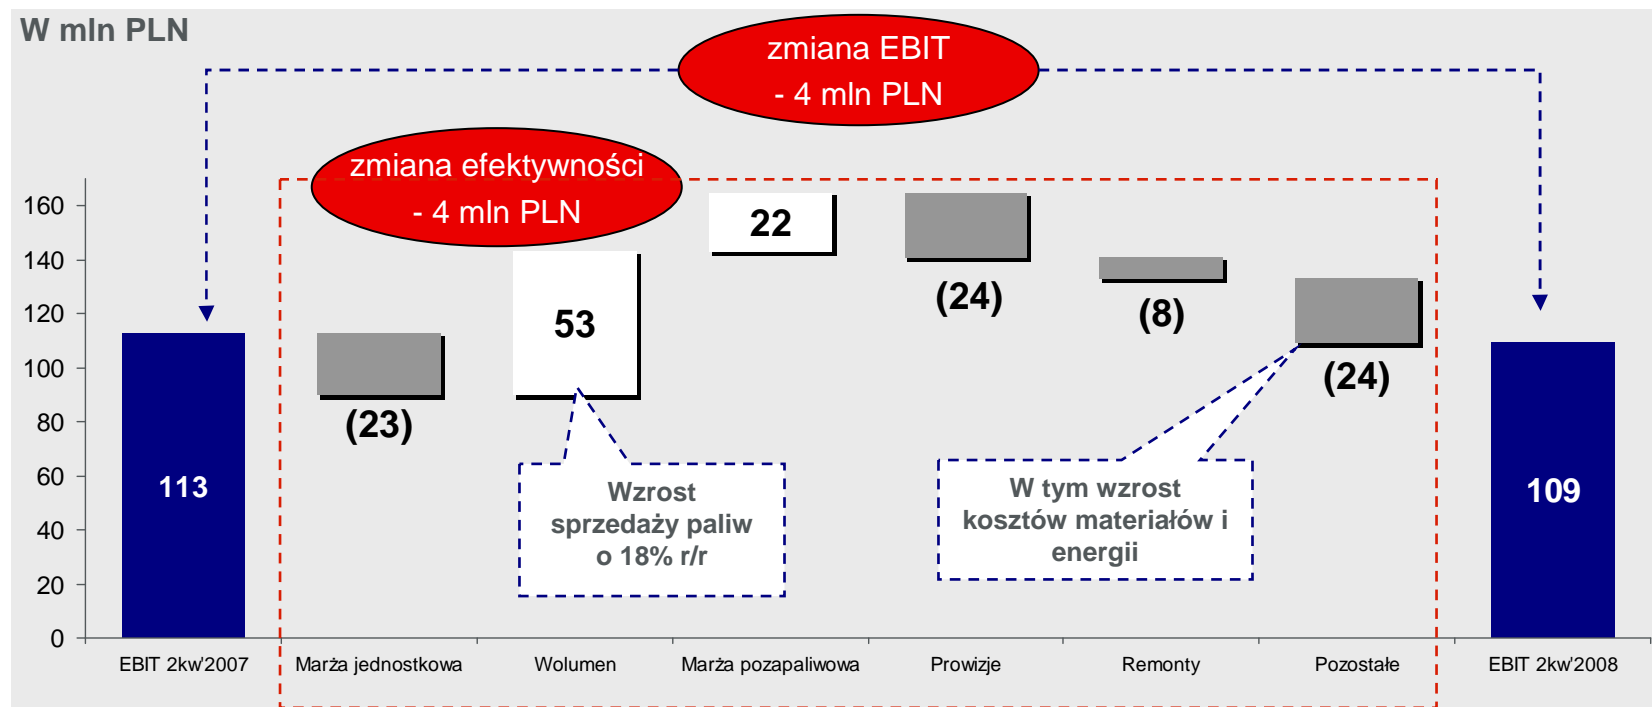 W mln PLN
zmiana EBIT
- 4 mln PLN
zmiana efektywności
- 4 mln PLN
160
140
120
100
80
60
40
20
0
113
(23)
53
22
(24)
(8)
(24)
109
Wzrost
sprzedaży paliw
o 18% r/r
W tym wzrost
kosztów materiałów i
energii
EBIT 2kw'2007
Marża jednostkowa
Wolumen
Marża pozapaliwowa
Prowizje
Remonty
Pozostałe
EBIT 2kw'2008